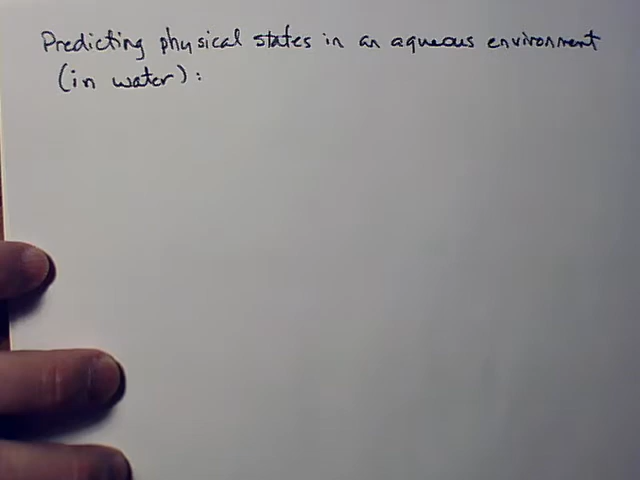 Predicting physical states in an aqueous environment
(in water):